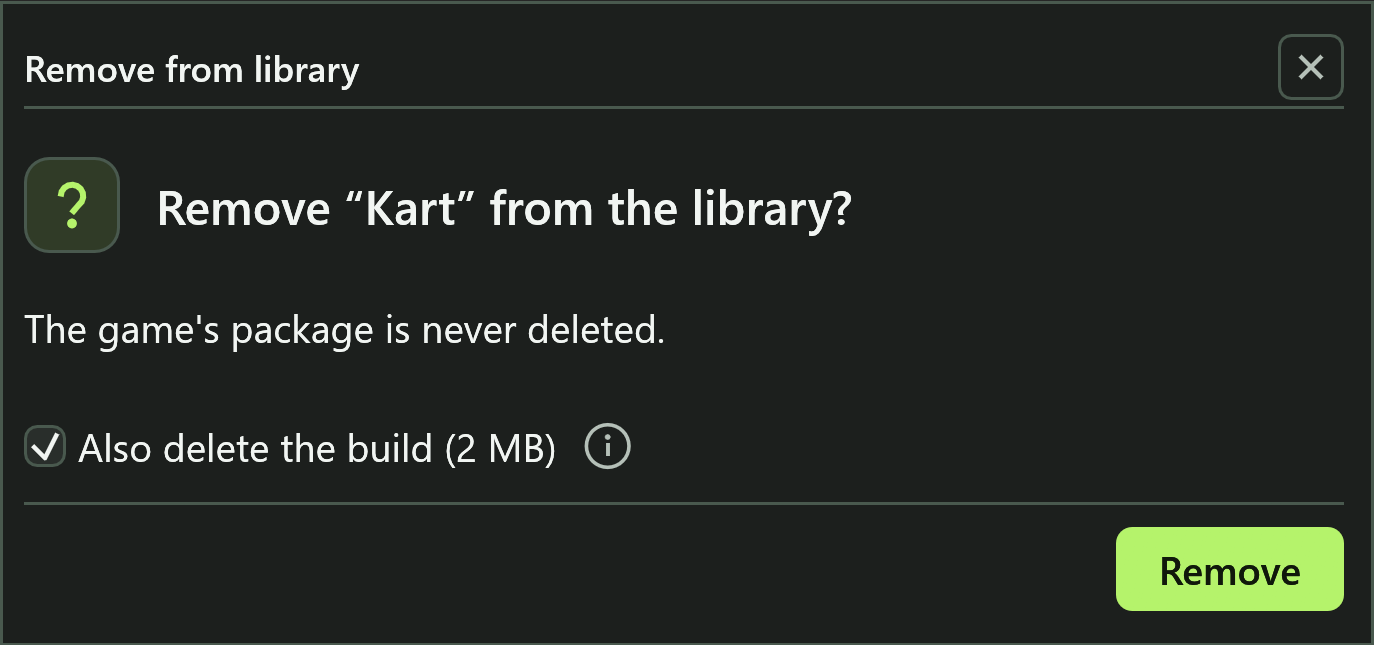 Remove from library
Remove “Kart” from the library?
The game's package is never deleted.
Also delete the build (2 MB)
Remove